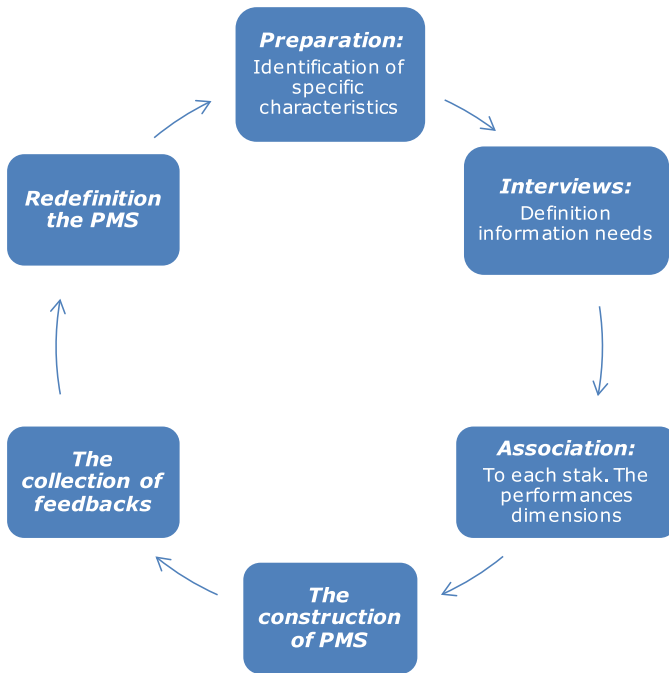 Preparation:
Identification of
specific
characteristics
Interviews:
Definition
information needs
Association:
To each stak. The
performances
dimensions
The
construction
of PMS
The
collection of
feedbacks
Redefinition
the PMS